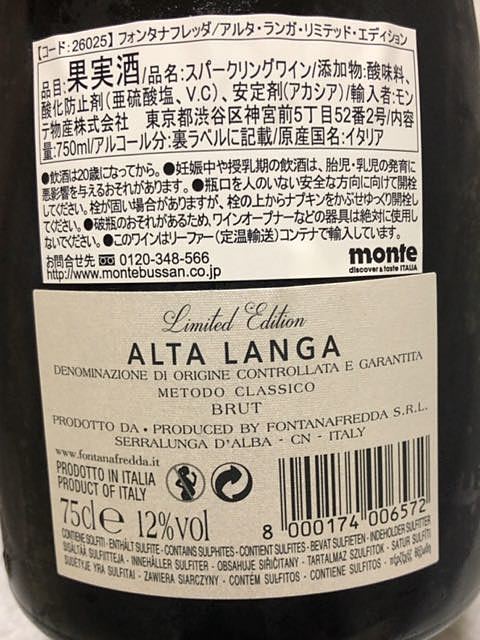 【コード:26025】フォンタナフレッダ/アルタ・ランガ・リミテッド・エディション
品目:果実酒/品名:スパークリングワイン/添加物:酸味料、
酸化防止剤(亜硫酸塩、V.C)、安定剤(アカシア)/輸入者:モン
テ物産株式会社 東京都渋谷区神宮前5丁目52番2号/内容
量:750ml/アルコール分:裏ラベルに記載/原産国名:イタリア
●飲酒は20歳になってから。●妊娠中や授乳期の飲酒は、胎児・乳児の発育に
悪影響を与えるおそれがあります。●瓶口を人のいない安全な方向に向けて開栓
してください。栓が固い場合がありますが、栓の上からナプキンをかぶせゆっくり開栓し
てください。●破瓶のおそれがあるため、ワインオープナーなどの器具は絶対に使用し
ないでください。●このワインはリーファー(定温輸送)コンテナで輸入しています。
お問合せ先 0120-348-566
http://www.montebussan.co.jp
monte
discover & taste ITALIA
Limited Edition
ALTA LANGA
DENOMINAZIONE DI ORIGINE CONTROLLATA E GARANTITA
METODO CLASSICO
BRUT
PRODOTTO DA • PRODUCED BY FONTANAFREDDA S.R.L.
SERRALUNGA D'ALBA - CN - ITALY
www.fontanafredda.it
PRODOTTO IN ITALIA
PRODUCT OF ITALY
75cl e 12%vol
8 000174 006572
CONTIENE SOLFITI - ENTHÄLT SULFITE - CONTAINS SULPHITES - CONTIENT SULFITES - BEVAT SULFIETEN - INDEHOLDER SULFITTER
SISÄLTÄÄ SULFIITTEJA - INNEHÅLLER SULFITER - OBSAHUJE SIŘIČITANY - TARTALMAZ SZULFITOK - SATUR SULFTI
SUDĖTYJE YRA SULFITAI - ZAWIERA SIARCZYNY - CONTÉM SULFITOS - CONTIENE SULFITOS - περιέχει θειώδη